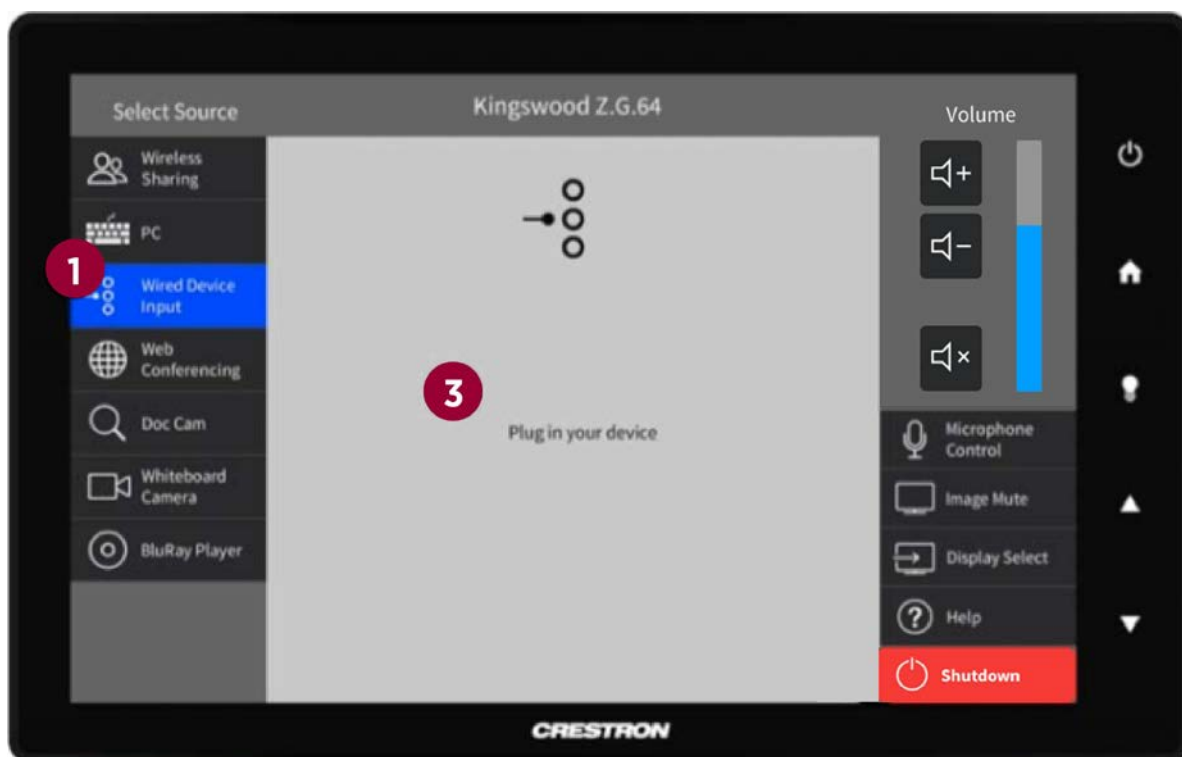 Select Source
Kingswood Z.G.64
Volume
Wireless
Sharing
PC
1
Wired Device
Input
Web
Conferencing
Doc Cam
Whiteboard
Camera
BluRay Player
3
Plug in your device
Microphone
Control
Image Mute
Display Select
? Help
Shutdown
CRESTRON